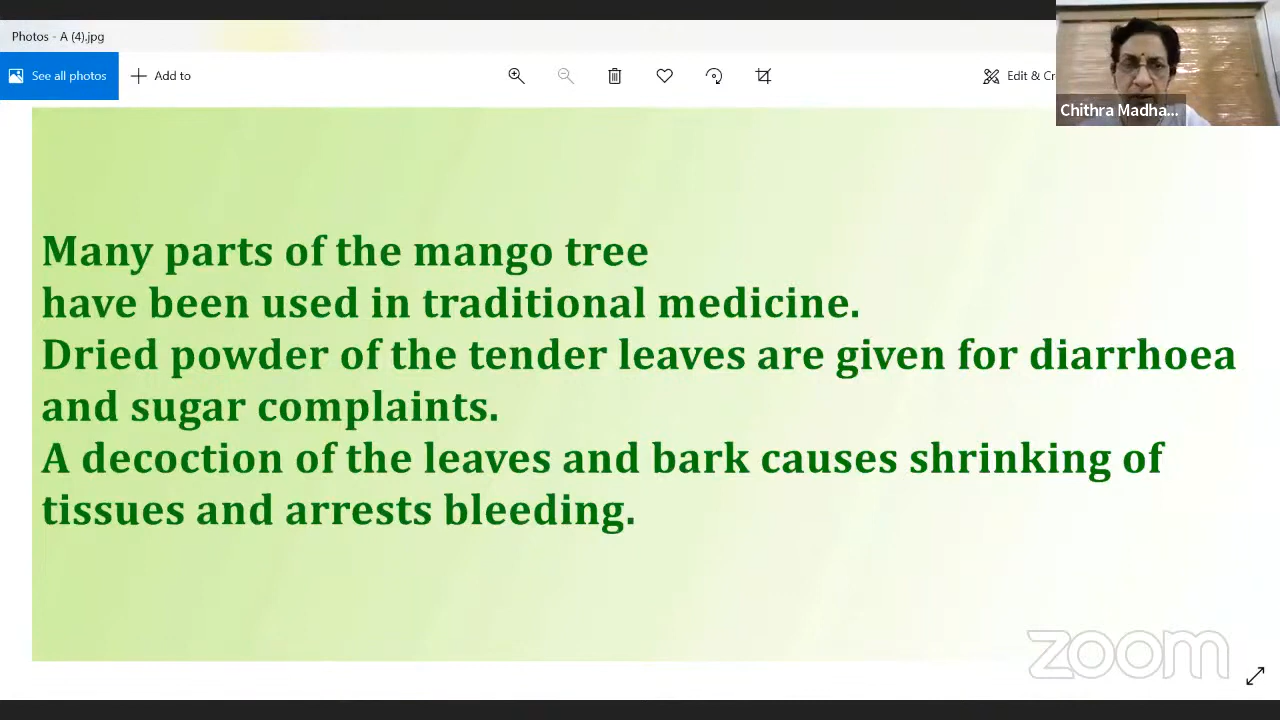 Photos - A (4).jpg
See all photos
Add to
Edit & Cr
Chithra Madha...
Many parts of the mango tree
have been used in traditional medicine.
Dried powder of the tender leaves are given for diarrhoea
and sugar complaints.
A decoction of the leaves and bark causes shrinking of
tissues and arrests bleeding.
zoom